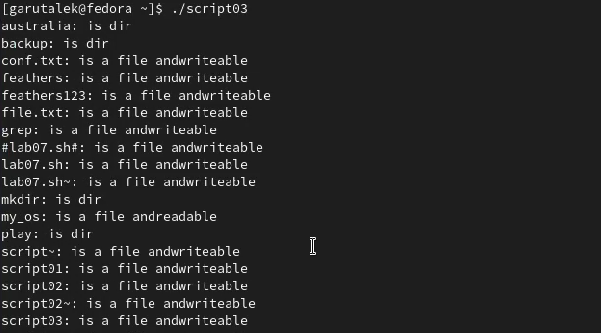 [garutalek@fedora ~]$ ./script03
australia: is dir
backup: is dir
conf.txt: is a file andwriteable
feathers: is a file andwriteable
feathers123: is a file andwriteable
file.txt: is a file andwriteable
grep: is a file andwriteable
#lab07.sh#: is a file andwriteable
lab07.sh: is a file andwriteable
lab07.sh~: is a file andwriteable
mkdir: is dir
my_os: is a file andreadable
play: is dir
script~: is a file andwriteable
script01: is a file andwriteable
script02: is a file andwriteable
script02~: is a file andwriteable
script03: is a file andwriteable